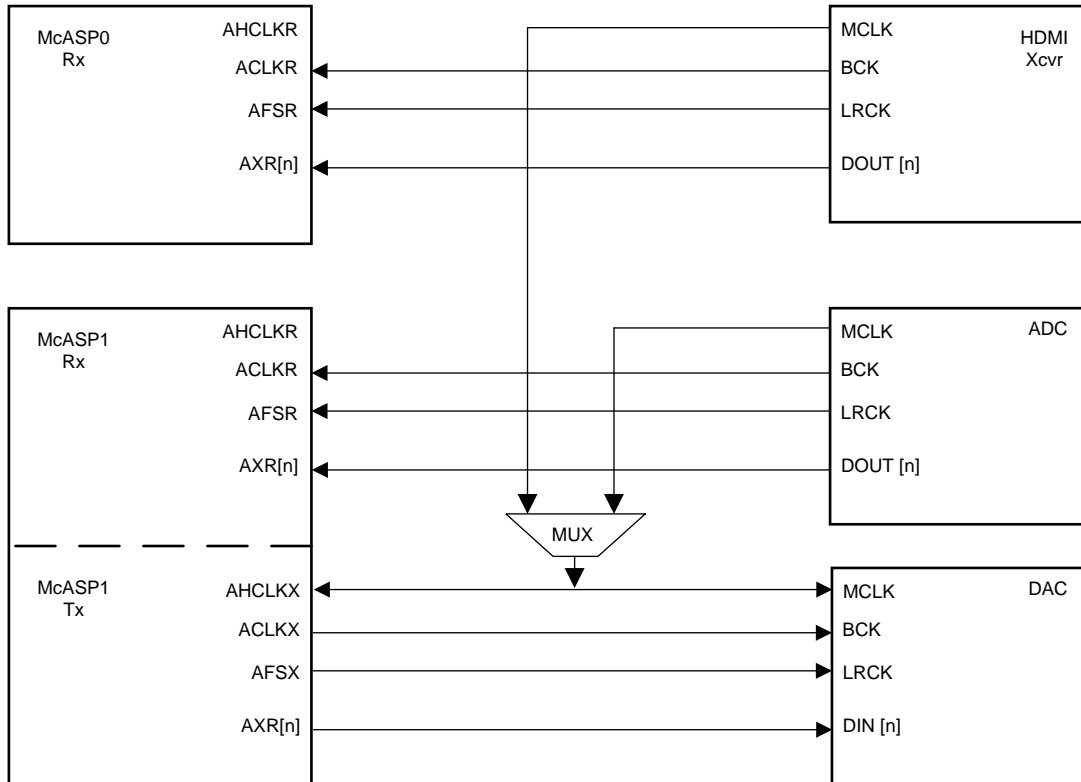 McASP0
Rx
AHCLKR
ACLKR
AFSR
AXR[n]
MCLK
BCK
LRCK
DOUT [n]
HDMI
Xcvr
McASP1
Rx
AHCLKR
ACLKR
AFSR
AXR[n]
MCLK
BCK
LRCK
DOUT [n]
ADC
MUX
McASP1
Tx
AHCLKX
ACLKX
AFSX
AXR[n]
MCLK
BCK
LRCK
DIN [n]
DAC